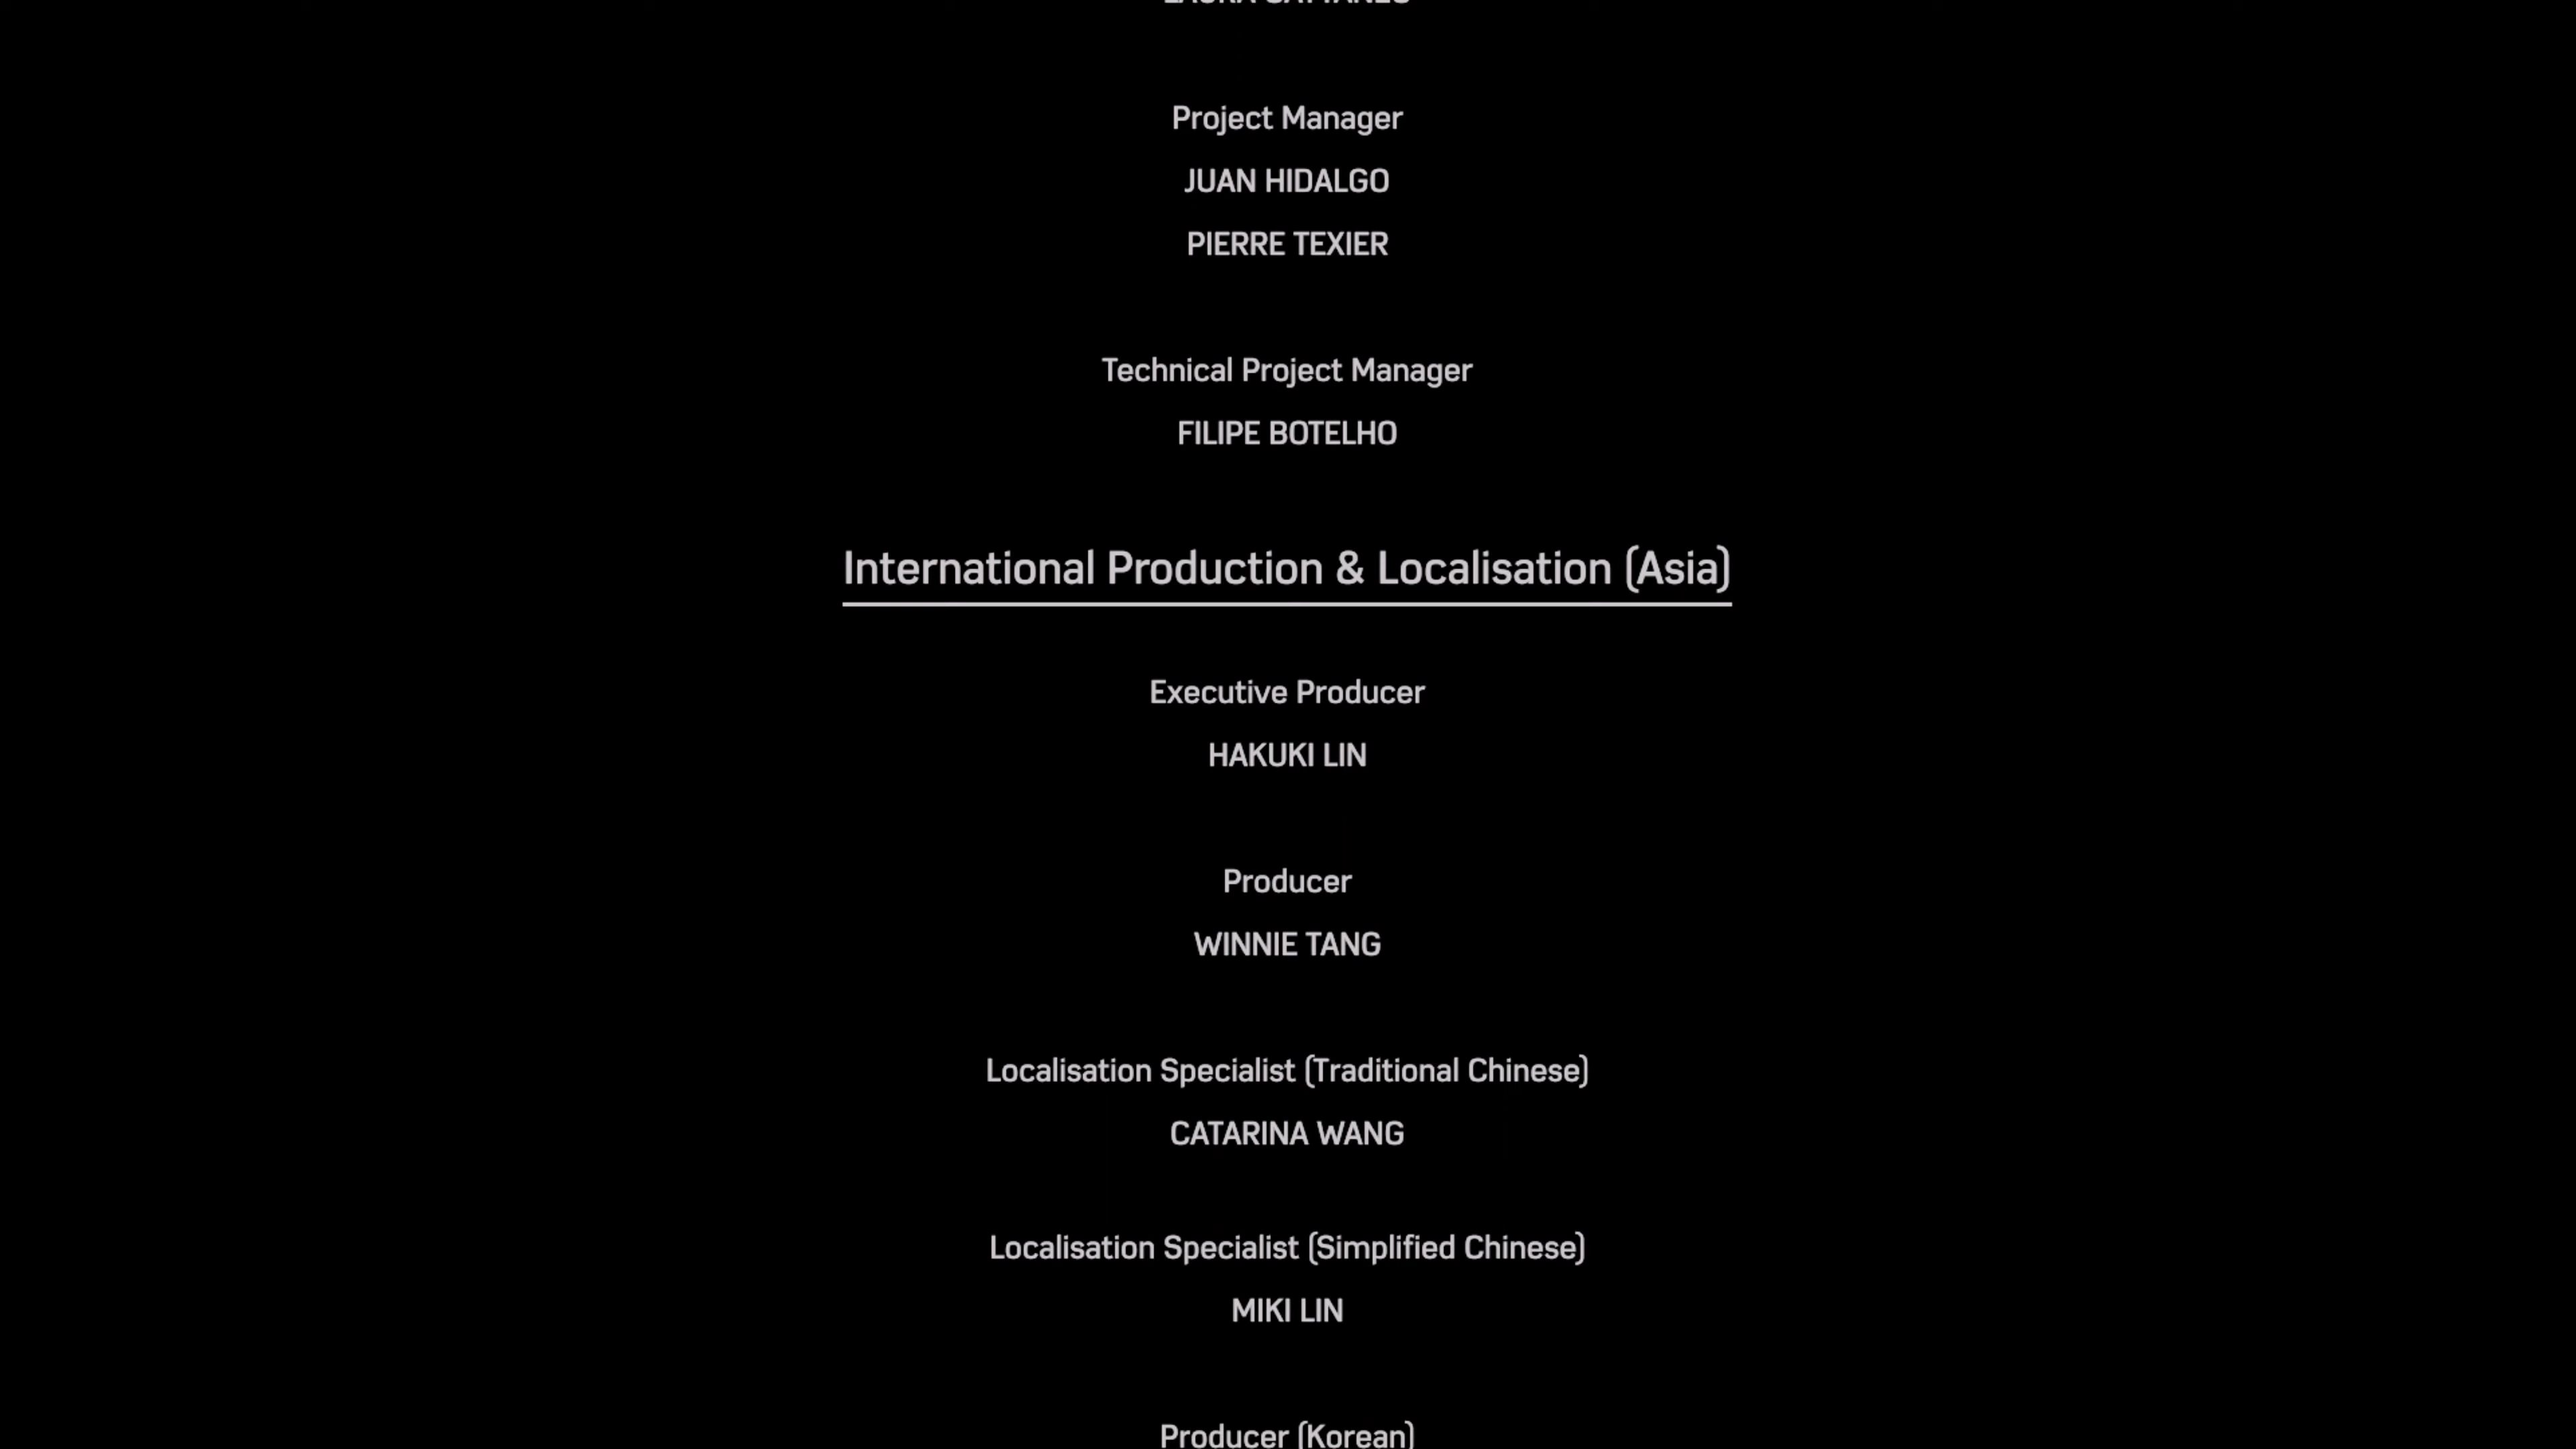 Project Manager
JUAN HIDALGO
PIERRE TEXIER
Technical Project Manager
FILIPE BOTELHO
International Production & Localisation (Asia)
Executive Producer
HAKUKI LIN
Producer
WINNIE TANG
Localisation Specialist (Traditional Chinese)
CATARINA WANG
Localisation Specialist (Simplified Chinese)
MIKI LIN
Producer (Korean)